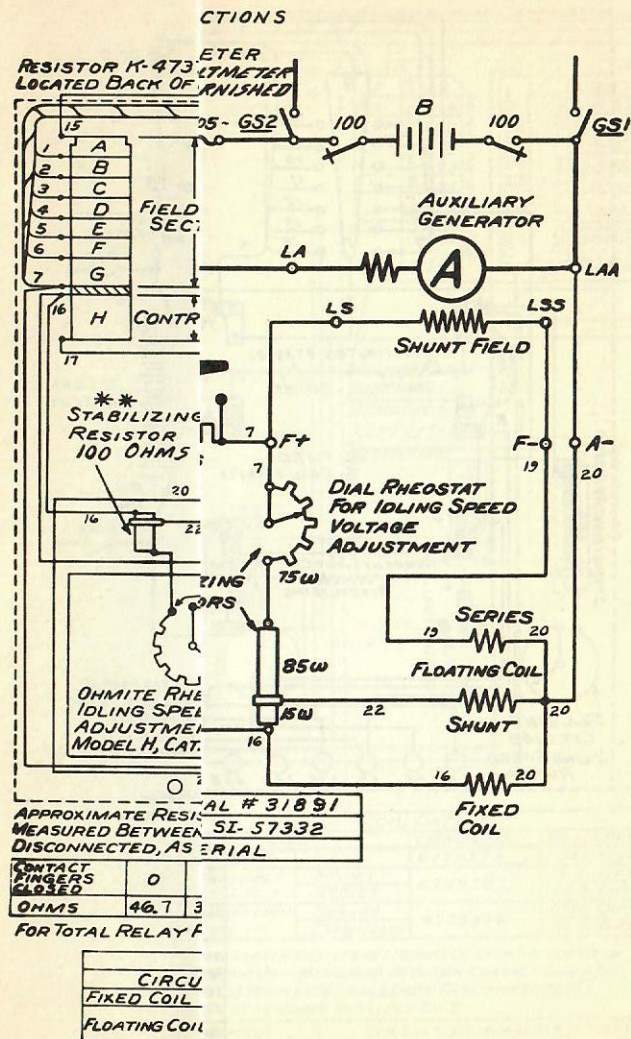 CTIONS
RESISTOR K-473
LOCATED BACK OF
15
1 A
2 B
3 C
4 D
5 E
6 F
7 G
16
H
17
FIELD
SECT
CONTR
**
STABILIZING
RESISTOR
100 OHMS
20
16
22
OHMITE RHE
IDLING SPEE
ADJUSTMEN
MODEL H, CAT.
APPROXIMATE RESIS
MEASURED BETWEEN
DISCONNECTED, AS
CONTACT
FINGERS
CLOSED
0
OHMS 46.7 3
FOR TOTAL RELAY
CIRCU
FIXED COIL
FLOATING COIL
ETER
LTMETER
RNISHED
05~ GS2 100 B 100 GS1
AUXILIARY
GENERATOR
LA A LAA
LS LSS
SHUNT FIELD
7 F+ F- A-
7 19 20
DIAL RHEOSTAT
FOR IDLING SPEED
VOLTAGE
ADJUSTMENT
ZING
ORS
75ω
SERIES
19 20
85ω
FLOATING COIL
15ω 22 20
SHUNT
16
16 20
FIXED
COIL
AL # 31891
SI-57332
ERIAL